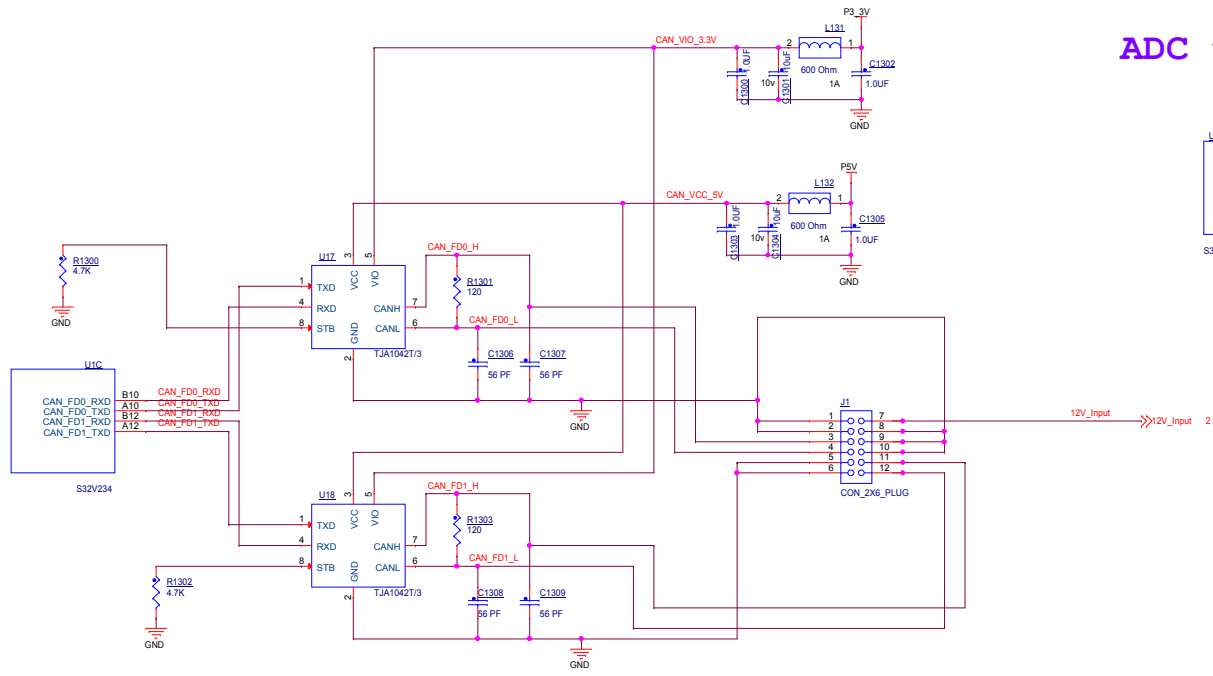 P3_3V
CAN_VIO_3.3V
L131
2
1
ADC
1.0UF
C1300
10uF
10v
C1301
600 Ohm
1A
C1302
1.0UF
GND
P5V
CAN_VCC_5V
L132
2
1
1.0UF
C1303
10uF
10v
C1304
600 Ohm
1A
C1305
1.0UF
GND
R1300
4.7K
GND
U17
3
5
1
TXD
4
RXD
8
STB
VCC
VIO
GND
2
CANH
7
CANL
6
TJA1042T/3
CAN_FD0_H
R1301
120
CAN_FD0_L
C1306
56 PF
C1307
56 PF
GND
U1C
CAN_FD0_RXD
CAN_FD0_TXD
CAN_FD1_RXD
CAN_FD1_TXD
B10
A10
B12
A12
CAN_FD0_RXD
CAN_FD0_TXD
CAN_FD1_RXD
CAN_FD1_TXD
S32V234
J1
1
2
3
4
5
6
7
8
9
10
11
12
CON_2X6_PLUG
12V_Input
12V_Input 2
U18
3
5
1
TXD
4
RXD
8
STB
VCC
VIO
GND
2
CANH
7
CANL
6
TJA1042T/3
CAN_FD1_H
R1303
120
CAN_FD1_L
C1308
56 PF
C1309
56 PF
GND
R1302
4.7K
GND